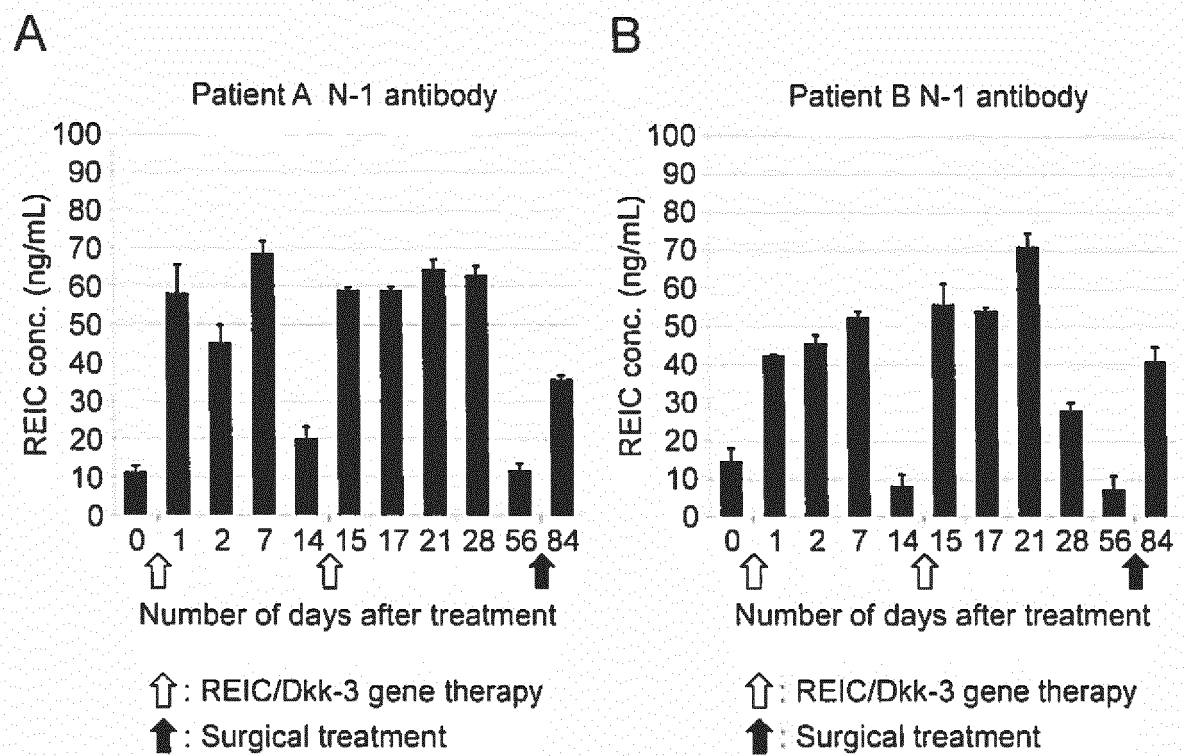 A
Patient A N-1 antibody
REIC conc. (ng/mL)
100
90
80
70
60
50
40
30
20
10
0
0 1 2 7 14 15 17 21 28 56 84
Number of days after treatment
: REIC/Dkk-3 gene therapy
: Surgical treatment
B
Patient B N-1 antibody
REIC conc. (ng/mL)
100
90
80
70
60
50
40
30
20
10
0
0 1 2 7 14 15 17 21 28 56 84
Number of days after treatment
: REIC/Dkk-3 gene therapy
: Surgical treatment